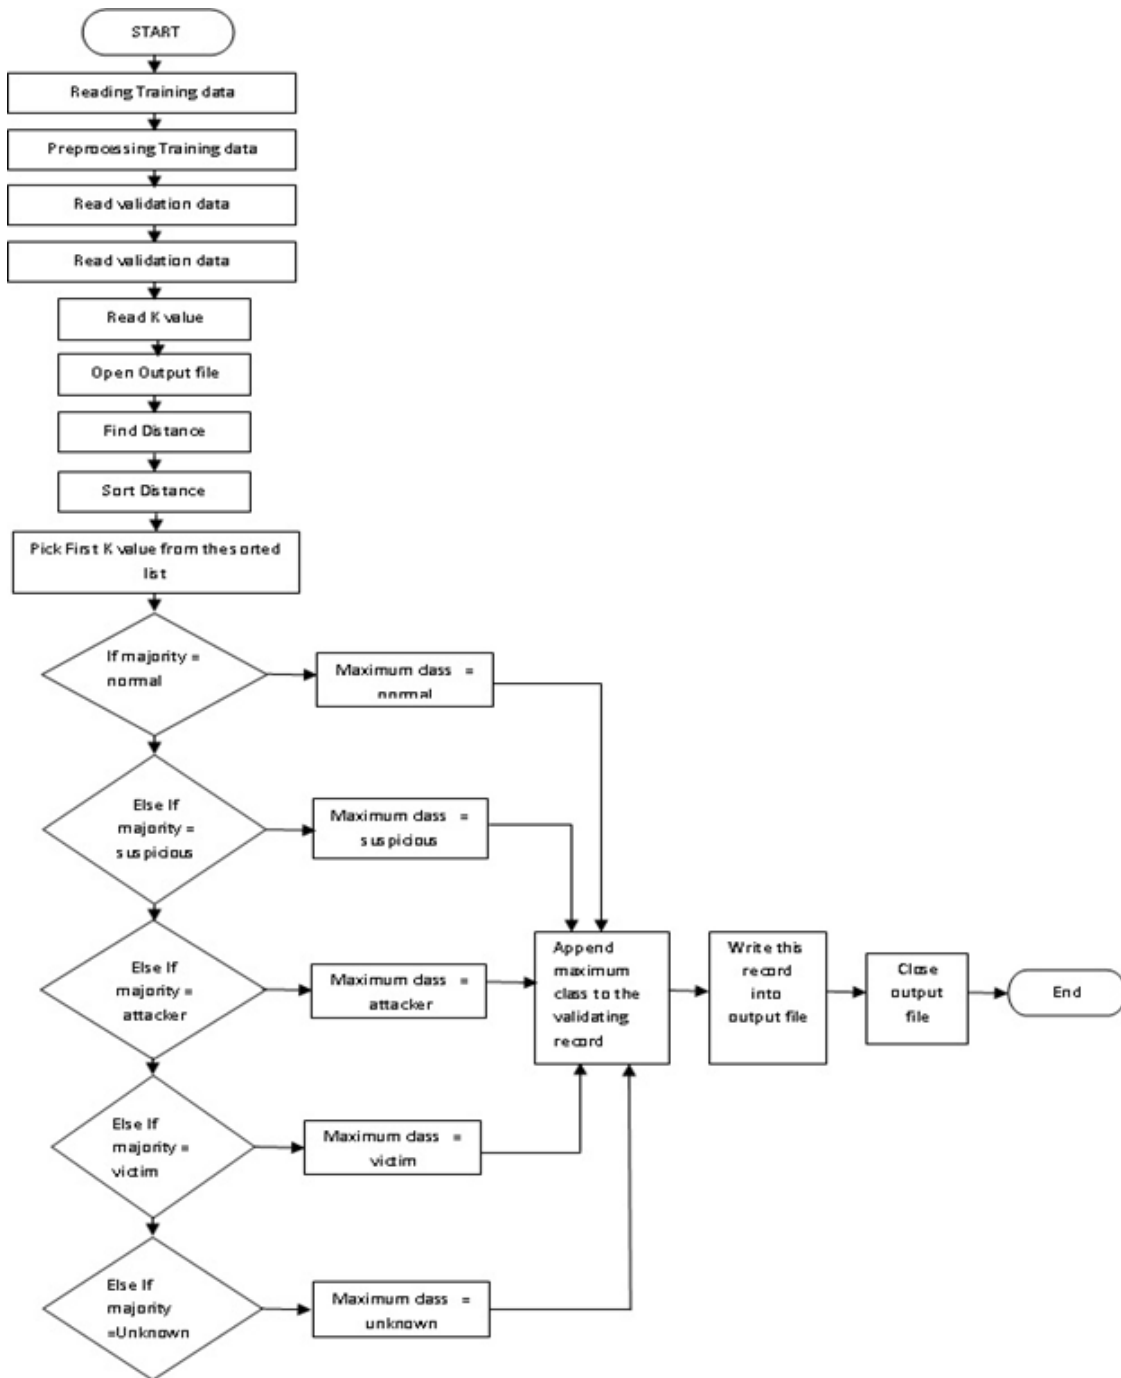 START
Reading Training data
Preprocessing Training data
Read validation data
Read validation data
Read K value
Open Output file
Find Distance
Sort Distance
Pick First K value from the sorted
list
If majority =
normal
Maximum class =
normal
Else If
majority =
suspicious
Maximum class =
suspicious
Else If
majority =
attacker
Maximum class =
attacker
Append
maximum
class to the
validating
record
Write this
record
into
output file
Close
output
file
End
Else If
majority =
victim
Maximum class =
victim
Else If
majority
=Unknown
Maximum class =
unknown